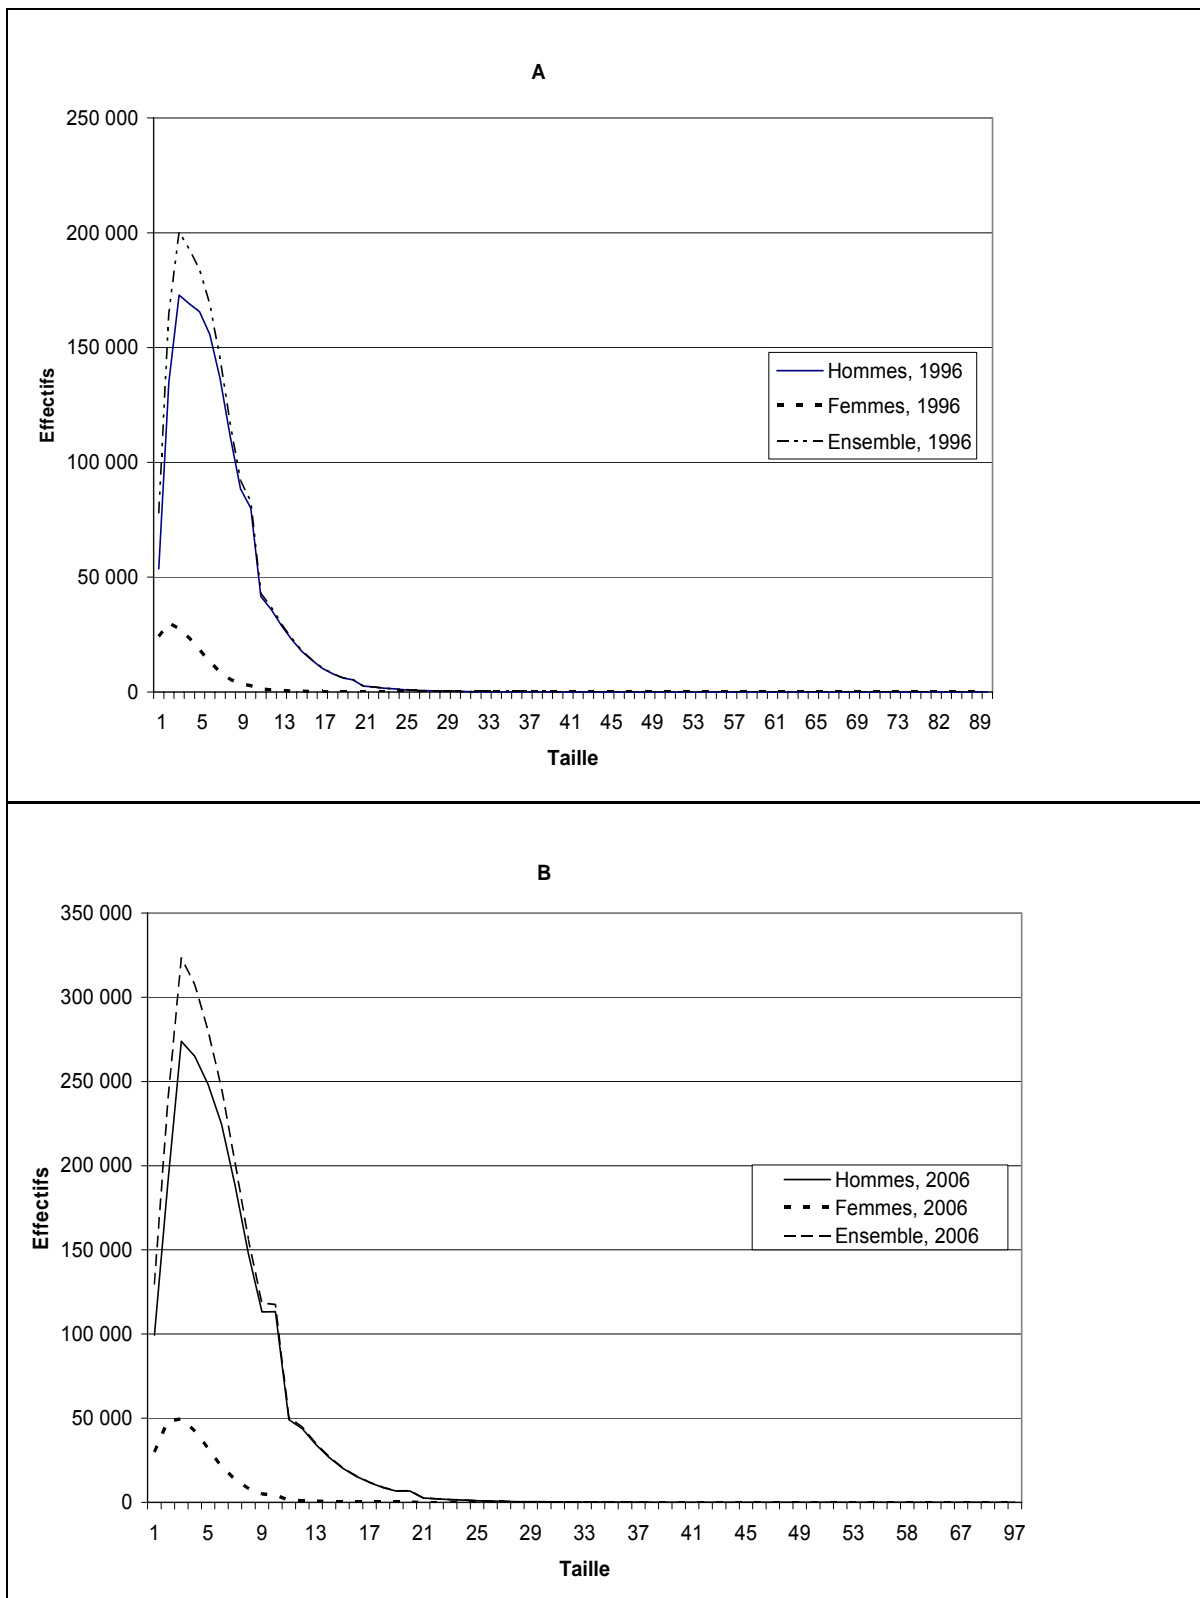 A
250 000
200 000
150 000
100 000
50 000
0
Effectifs
Hommes, 1996
Femmes, 1996
Ensemble, 1996
1 5 9 13 17 21 25 29 33 37 41 45 49 53 57 61 65 69 73 82 89
Taille
B
350 000
300 000
250 000
200 000
150 000
100 000
50 000
0
Effectifs
Hommes, 2006
Femmes, 2006
Ensemble, 2006
1 5 9 13 17 21 25 29 33 37 41 45 49 53 58 67 97
Taille